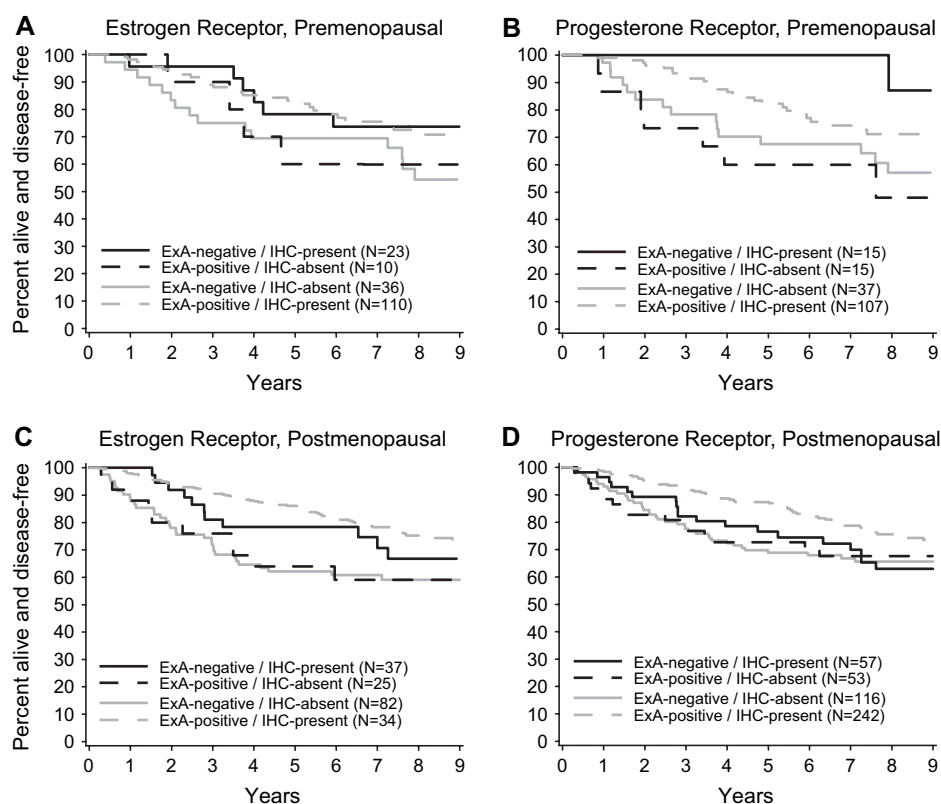 A
Estrogen Receptor, Premenopausal
Percent alive and disease-free
100
90
80
70
60
50
40
30
20
10
0
ExA-negative / IHC-present (N=23)
ExA-positive / IHC-absent (N=10)
ExA-negative / IHC-absent (N=36)
ExA-positive / IHC-present (N=110)
0 1 2 3 4 5 6 7 8 9
Years
B
Progesterone Receptor, Premenopausal
100
90
80
70
60
50
40
30
20
10
0
ExA-negative / IHC-present (N=15)
ExA-positive / IHC-absent (N=15)
ExA-negative / IHC-absent (N=37)
ExA-positive / IHC-present (N=107)
0 1 2 3 4 5 6 7 8 9
Years
C
Estrogen Receptor, Postmenopausal
Percent alive and disease-free
100
90
80
70
60
50
40
30
20
10
0
ExA-negative / IHC-present (N=37)
ExA-positive / IHC-absent (N=25)
ExA-negative / IHC-absent (N=82)
ExA-positive / IHC-present (N=34)
0 1 2 3 4 5 6 7 8 9
Years
D
Progesterone Receptor, Postmenopausal
100
90
80
70
60
50
40
30
20
10
0
ExA-negative / IHC-present (N=57)
ExA-positive / IHC-absent (N=53)
ExA-negative / IHC-absent (N=116)
ExA-positive / IHC-present (N=242)
0 1 2 3 4 5 6 7 8 9
Years